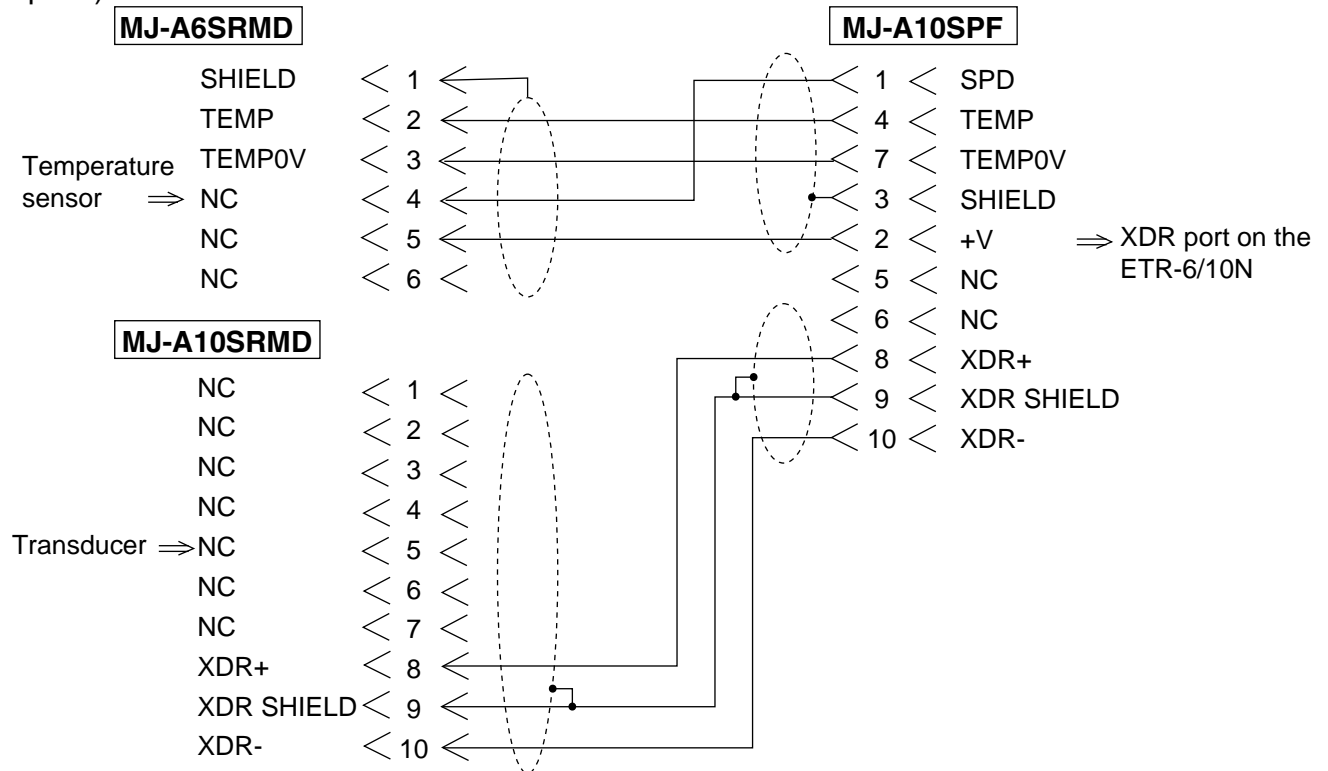 MJ-A6SRMD
SHIELD 1
TEMP 2
TEMP0V 3
Temperature
sensor ⇒ NC 4
NC 5
NC 6
MJ-A10SRMD
NC 1
NC 2
NC 3
NC 4
Transducer ⇒ NC 5
NC 6
NC 7
XDR+ 8
XDR SHIELD 9
XDR- 10
MJ-A10SPF
1 SPD
4 TEMP
7 TEMP0V
3 SHIELD
2 +V ⇒ XDR port on the
ETR-6/10N
5 NC
6 NC
8 XDR+
9 XDR SHIELD
10 XDR-